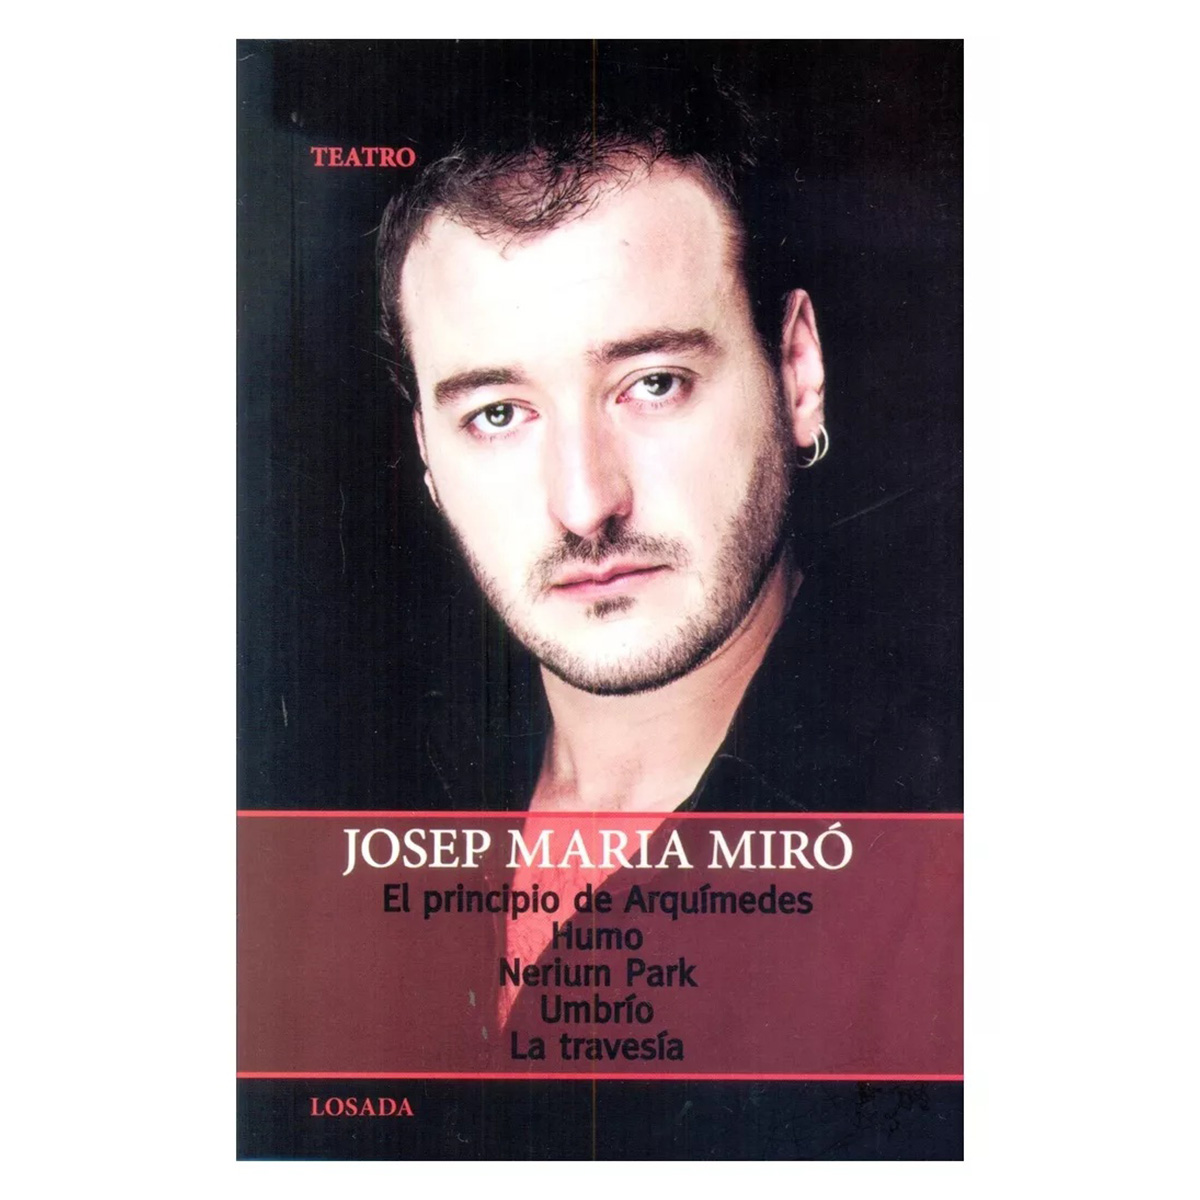 TEATRO
JOSEP MARIA MIRÓ
El principio de Arquímedes
Humo
Nerium Park
Umbrío
La travesía
LOSADA